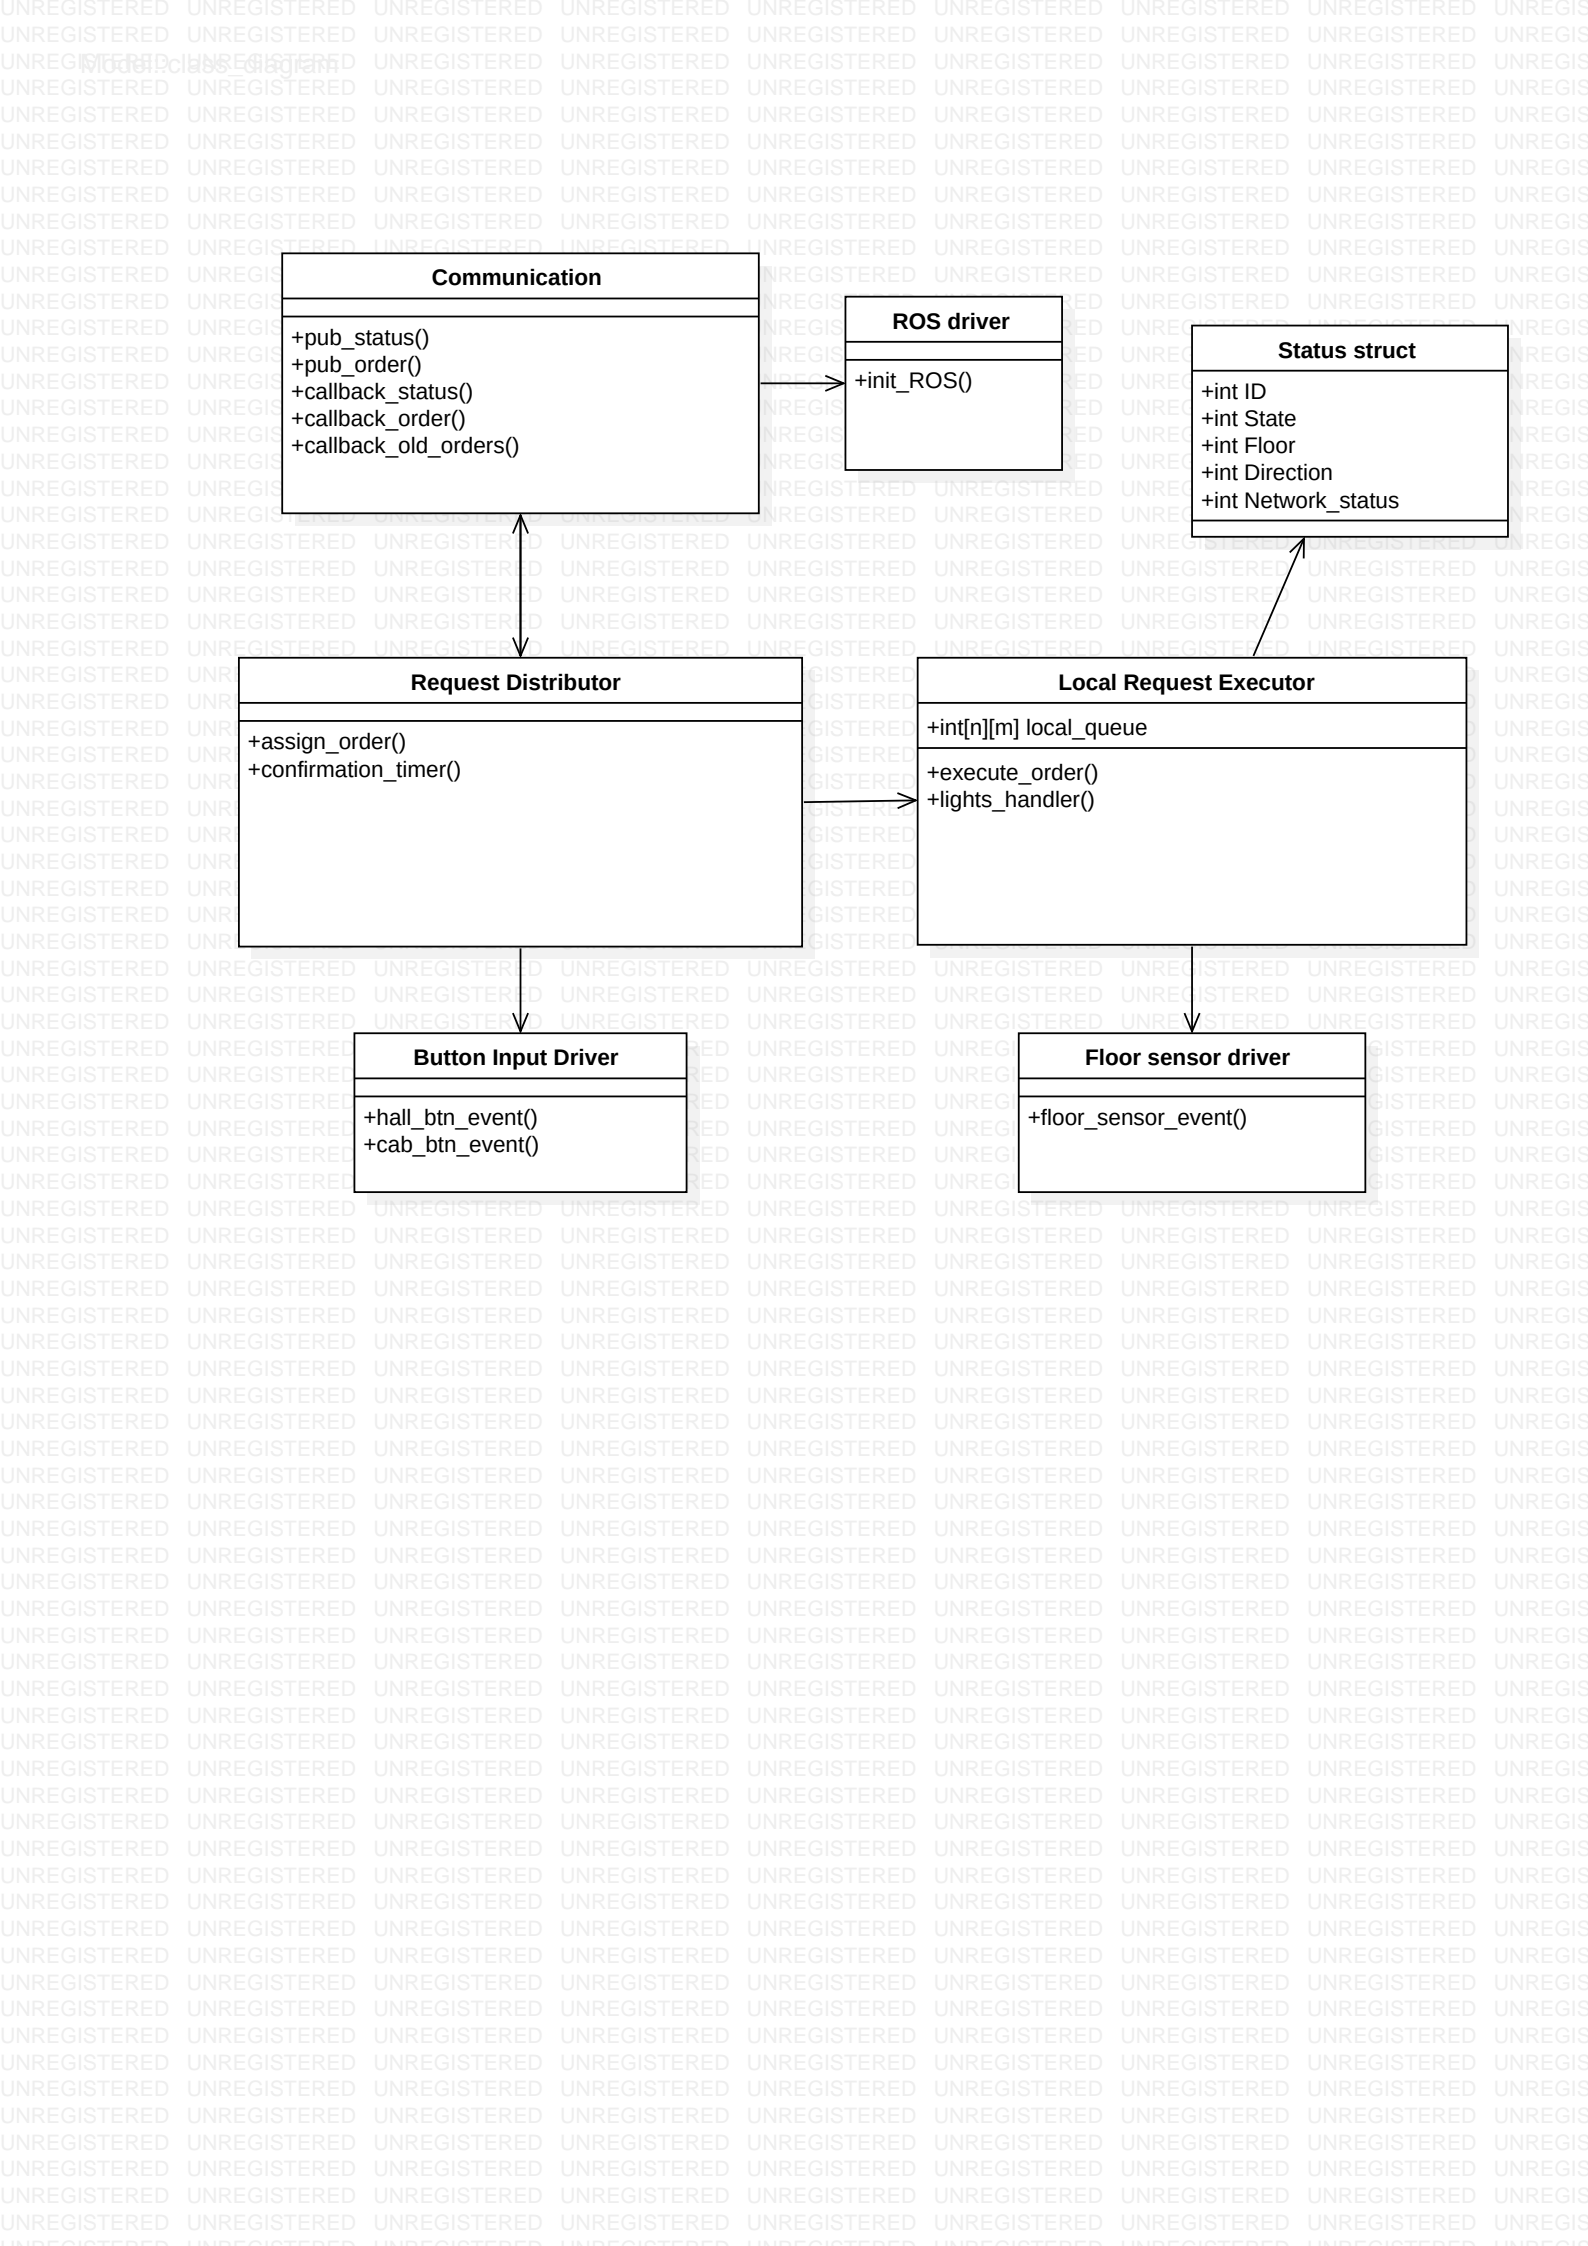 Model::class_diagram
Communication
+pub_status()
+pub_order()
+callback_status()
+callback_order()
+callback_old_orders()
ROS driver
+init_ROS()
Status struct
+int ID
+int State
+int Floor
+int Direction
+int Network_status
Request Distributor
+assign_order()
+confirmation_timer()
Local Request Executor
+int[n][m] local_queue
+execute_order()
+lights_handler()
Button Input Driver
+hall_btn_event()
+cab_btn_event()
Floor sensor driver
+floor_sensor_event()
UNREGISTERED